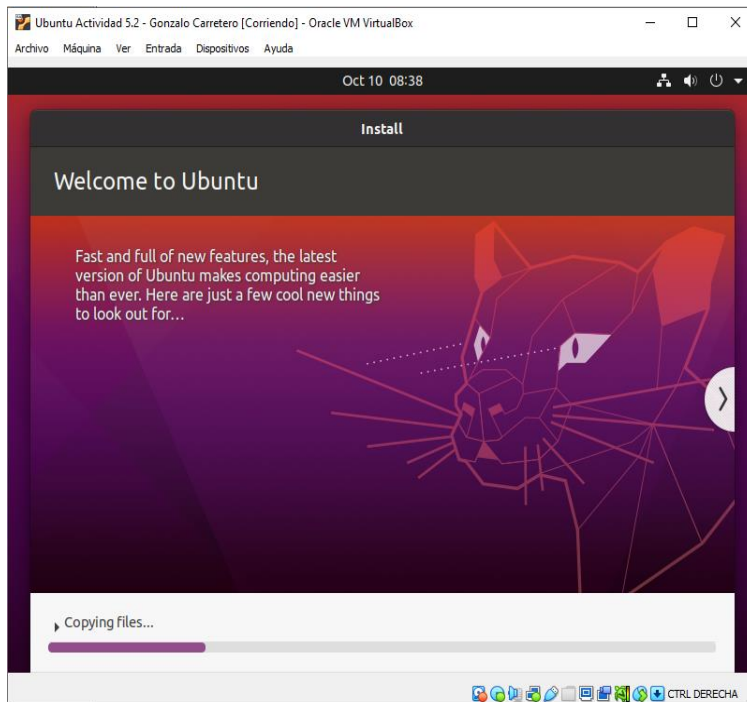 Ubuntu Actividad 5.2 - Gonzalo Carretero [Corriendo] - Oracle VM VirtualBox
Archivo Máquina Ver Entrada Dispositivos Ayuda
Oct 10 08:38
Install
Welcome to Ubuntu
Fast and full of new features, the latest
version of Ubuntu makes computing easier
than ever. Here are just a few cool new things
to look out for...
Copying files...
CTRL DERECHA